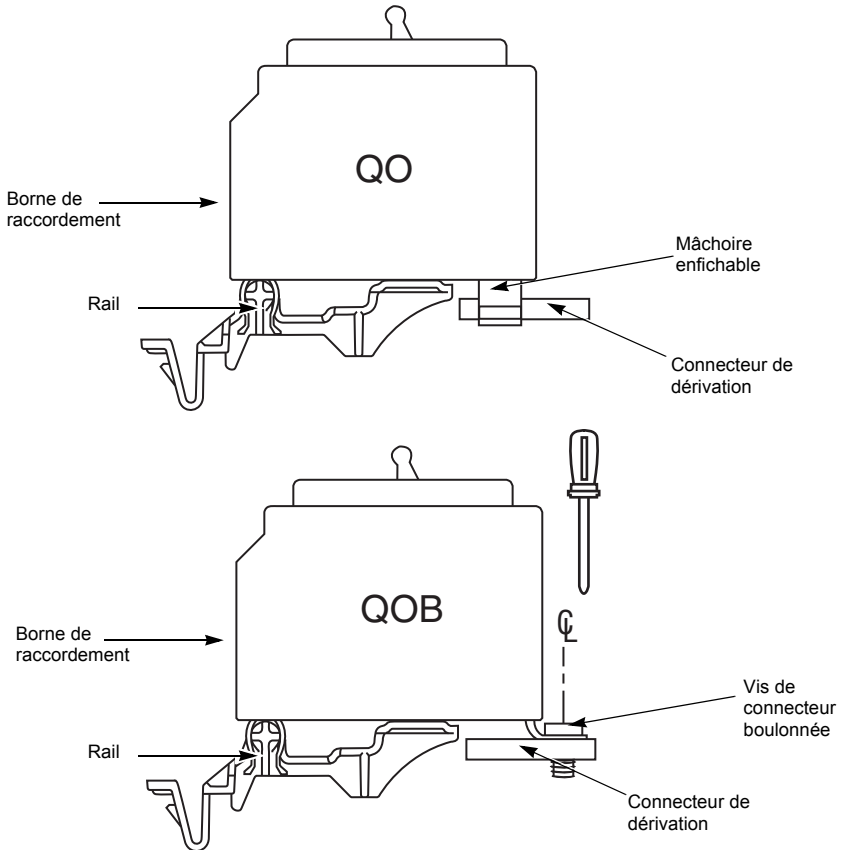 QO
Borne de
raccordement
Mâchoire
enfichable
Rail
Connecteur de
dérivation
QOB
Borne de
raccordement
℄
Vis de
connecteur
boulonnée
Rail
Connecteur de
dérivation